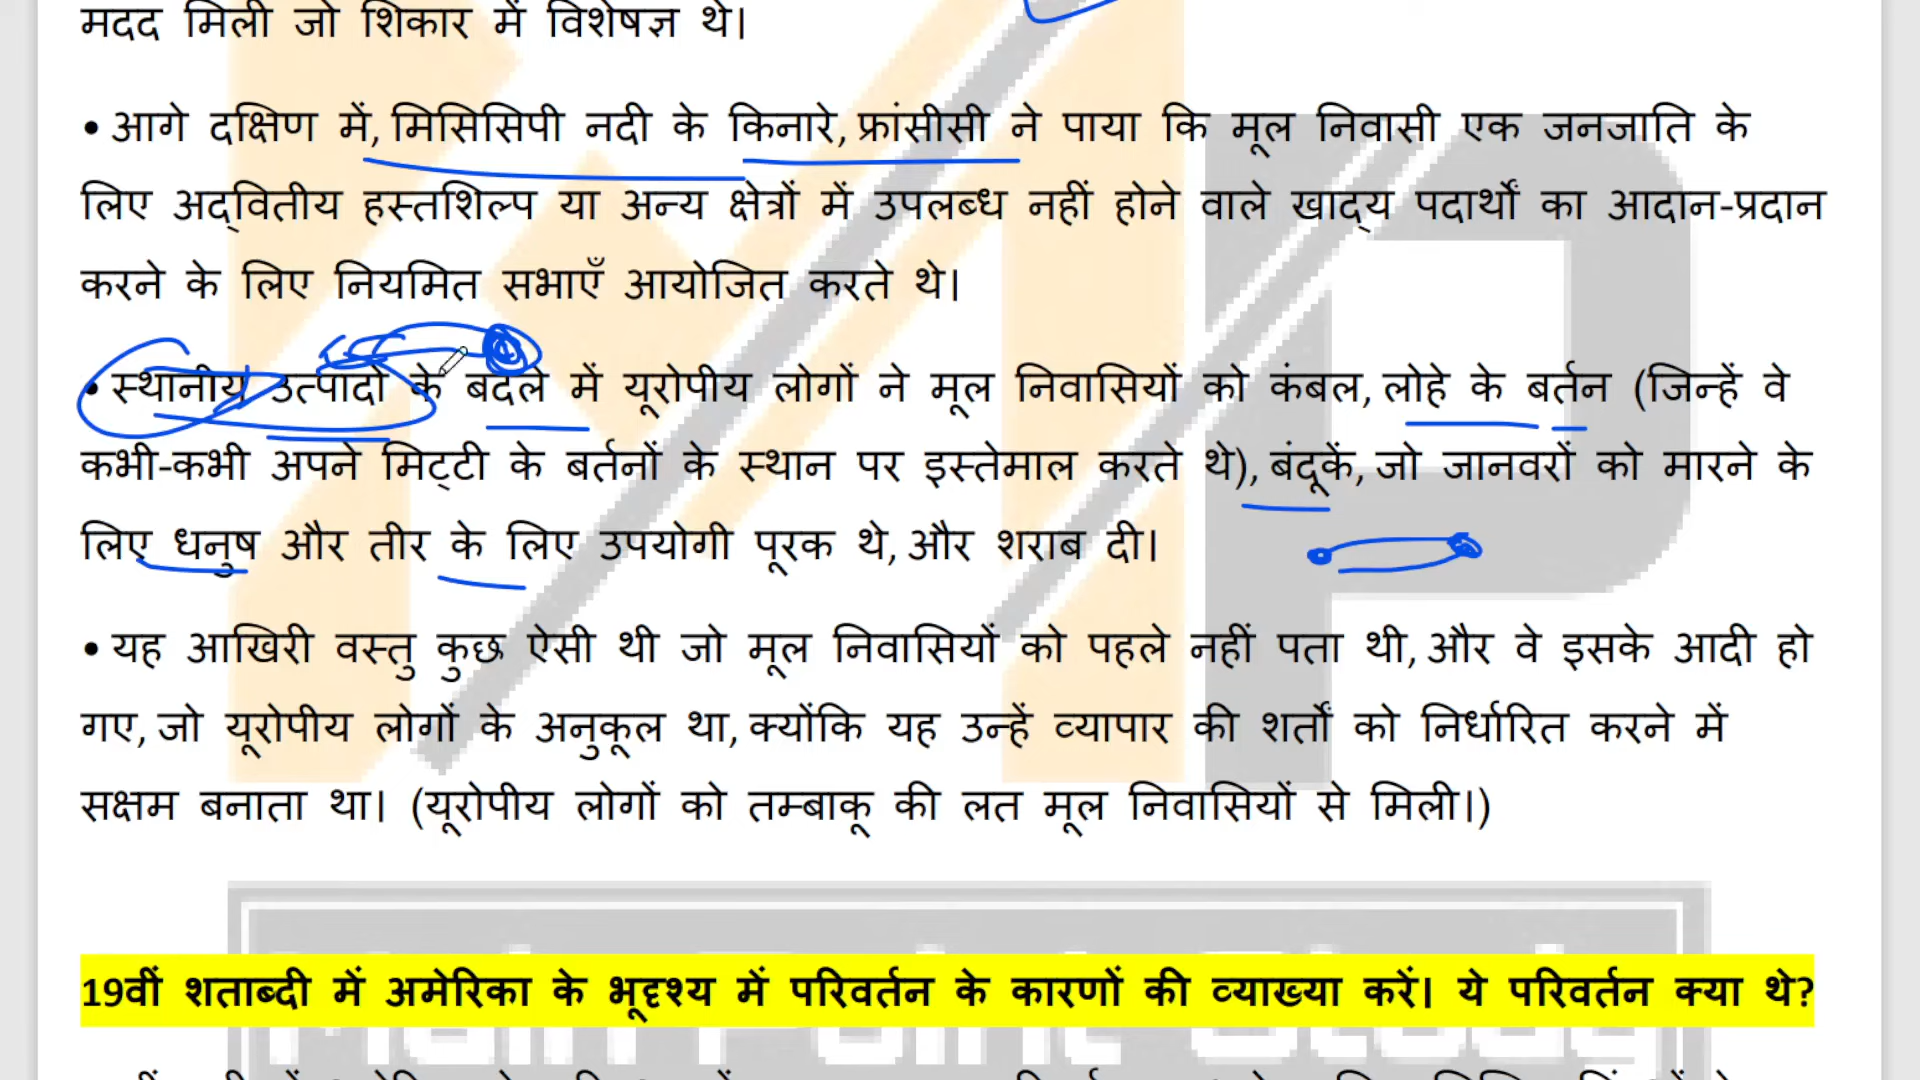 मदद मिली जो शिकार में विशेषज्ञ थे।
• आगे दक्षिण में, मिसिसिपी नदी के किनारे, फ्रांसीसी ने पाया कि मूल निवासी एक जनजाति के
लिए अद्वितीय हस्तशिल्प या अन्य क्षेत्रों में उपलब्ध नहीं होने वाले खाद्य पदार्थों का आदान-प्रदान
करने के लिए नियमित सभाएँ आयोजित करते थे।
• स्थानीय उत्पादों के बदले में यूरोपीय लोगों ने मूल निवासियों को कंबल, लोहे के बर्तन (जिन्हें वे
कभी-कभी अपने मिट्टी के बर्तनों के स्थान पर इस्तेमाल करते थे), बंदूकें, जो जानवरों को मारने के
लिए धनुष और तीर के लिए उपयोगी पूरक थे, और शराब दी।
• यह आखिरी वस्तु कुछ ऐसी थी जो मूल निवासियों को पहले नहीं पता थी, और वे इसके आदी हो
गए, जो यूरोपीय लोगों के अनुकूल था, क्योंकि यह उन्हें व्यापार की शर्तों को निर्धारित करने में
सक्षम बनाता था। (यूरोपीय लोगों को तम्बाकू की लत मूल निवासियों से मिली।)
19वीं शताब्दी में अमेरिका के भूदृश्य में परिवर्तन के कारणों की व्याख्या करें। ये परिवर्तन क्या थे?